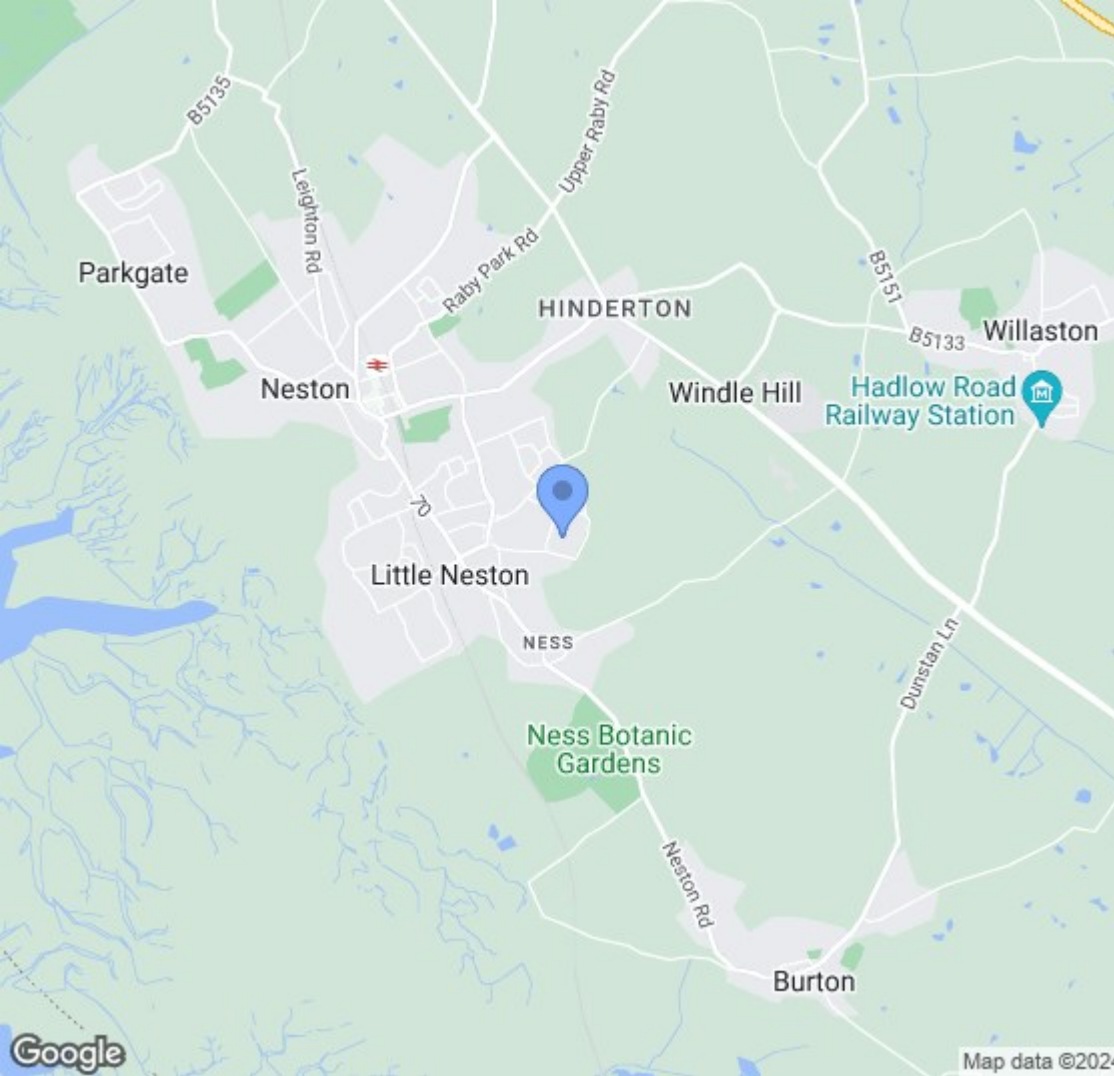 B5135
Upper Raby Rd
Leighton Rd
Raby Park Rd
Parkgate
B5151
HINDERTON
B5133
Willaston
Neston
Windle Hill
Hadlow Road
Railway Station
70
Little Neston
NESS
Dunstan Ln
Ness Botanic
Gardens
Neston Rd
Burton
Google
Map data ©2024